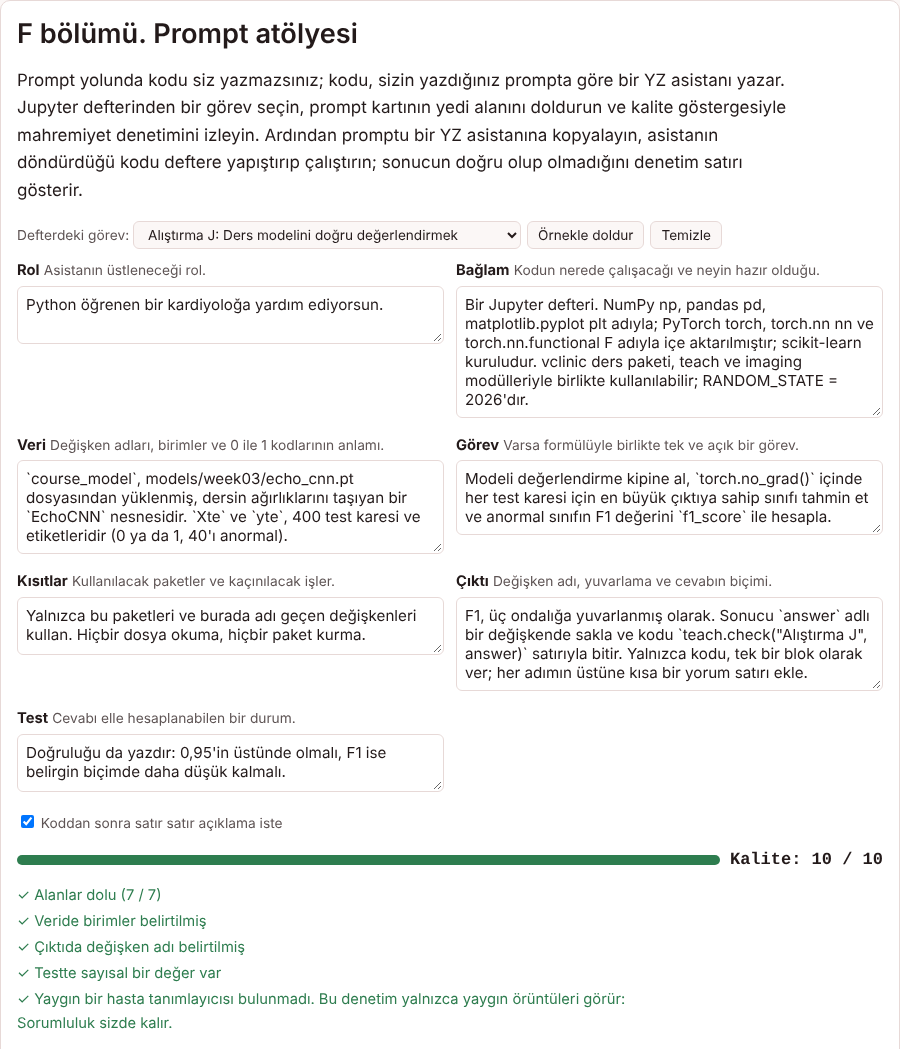 F bölümü. Prompt atölyesi
Prompt yolunda kodu siz yazmazsınız; kodu, sizin yazdığınız prompta göre bir YZ asistanı yazar.
Jupyter defterinden bir görev seçin, prompt kartının yedi alanını doldurun ve kalite göstergesiyle
mahremiyet denetimini izleyin. Ardından promptu bir YZ asistanına kopyalayın, asistanın
döndürdüğü kodu deftere yapıştırıp çalıştırın; sonucun doğru olup olmadığını denetim satırı
gösterir.
Defterdeki görev: Alıştırma J: Ders modelini doğru değerlendirmek Örnekle doldur Temizle
Rol Asistanın üstleneceği rol.
Python öğrenen bir kardiyoloğa yardım ediyorsun.
Bağlam Kodun nerede çalışacağı ve neyin hazır olduğu.
Bir Jupyter defteri. NumPy np, pandas pd,
matplotlib.pyplot plt adıyla; PyTorch torch, torch.nn nn ve
torch.nn.functional F adıyla içe aktarılmıştır; scikit-learn
kuruludur. vclinic ders paketi, teach ve imaging
modülleriyle birlikte kullanılabilir; RANDOM_STATE =
2026'dır.
Veri Değişken adları, birimler ve 0 ile 1 kodlarının anlamı.
`course_model`, models/week03/echo_cnn.pt
dosyasından yüklenmiş, dersin ağırlıklarını taşıyan bir
`EchoCNN` nesnesidir. `Xte` ve `yte`, 400 test karesi ve
etiketleridir (0 ya da 1, 40'ı anormal).
Görev Varsa formülüyle birlikte tek ve açık bir görev.
Modeli değerlendirme kipine al, `torch.no_grad()` içinde
her test karesi için en büyük çıktıya sahip sınıfı tahmin et
ve anormal sınıfın F1 değerini `f1_score` ile hesapla.
Kısıtlar Kullanılacak paketler ve kaçınılacak işler.
Yalnızca bu paketleri ve burada adı geçen değişkenleri
kullan. Hiçbir dosya okuma, hiçbir paket kurma.
Çıktı Değişken adı, yuvarlama ve cevabın biçimi.
F1, üç ondalığa yuvarlanmış olarak. Sonucu `answer` adlı
bir değişkende sakla ve kodu `teach.check("Alıştırma J",
answer)` satırıyla bitir. Yalnızca kodu, tek bir blok olarak
ver; her adımın üstüne kısa bir yorum satırı ekle.
Test Cevabı elle hesaplanabilen bir durum.
Doğruluğu da yazdır: 0,95'in üstünde olmalı, F1 ise
belirgin biçimde daha düşük kalmalı.
Koddan sonra satır satır açıklama iste
Kalite: 10 / 10
✓ Alanlar dolu (7 / 7)
✓ Veride birimler belirtilmiş
✓ Çıktıda değişken adı belirtilmiş
✓ Testte sayısal bir değer var
✓ Yaygın bir hasta tanımlayıcısı bulunmadı. Bu denetim yalnızca yaygın örüntüleri görür:
Sorumluluk sizde kalır.